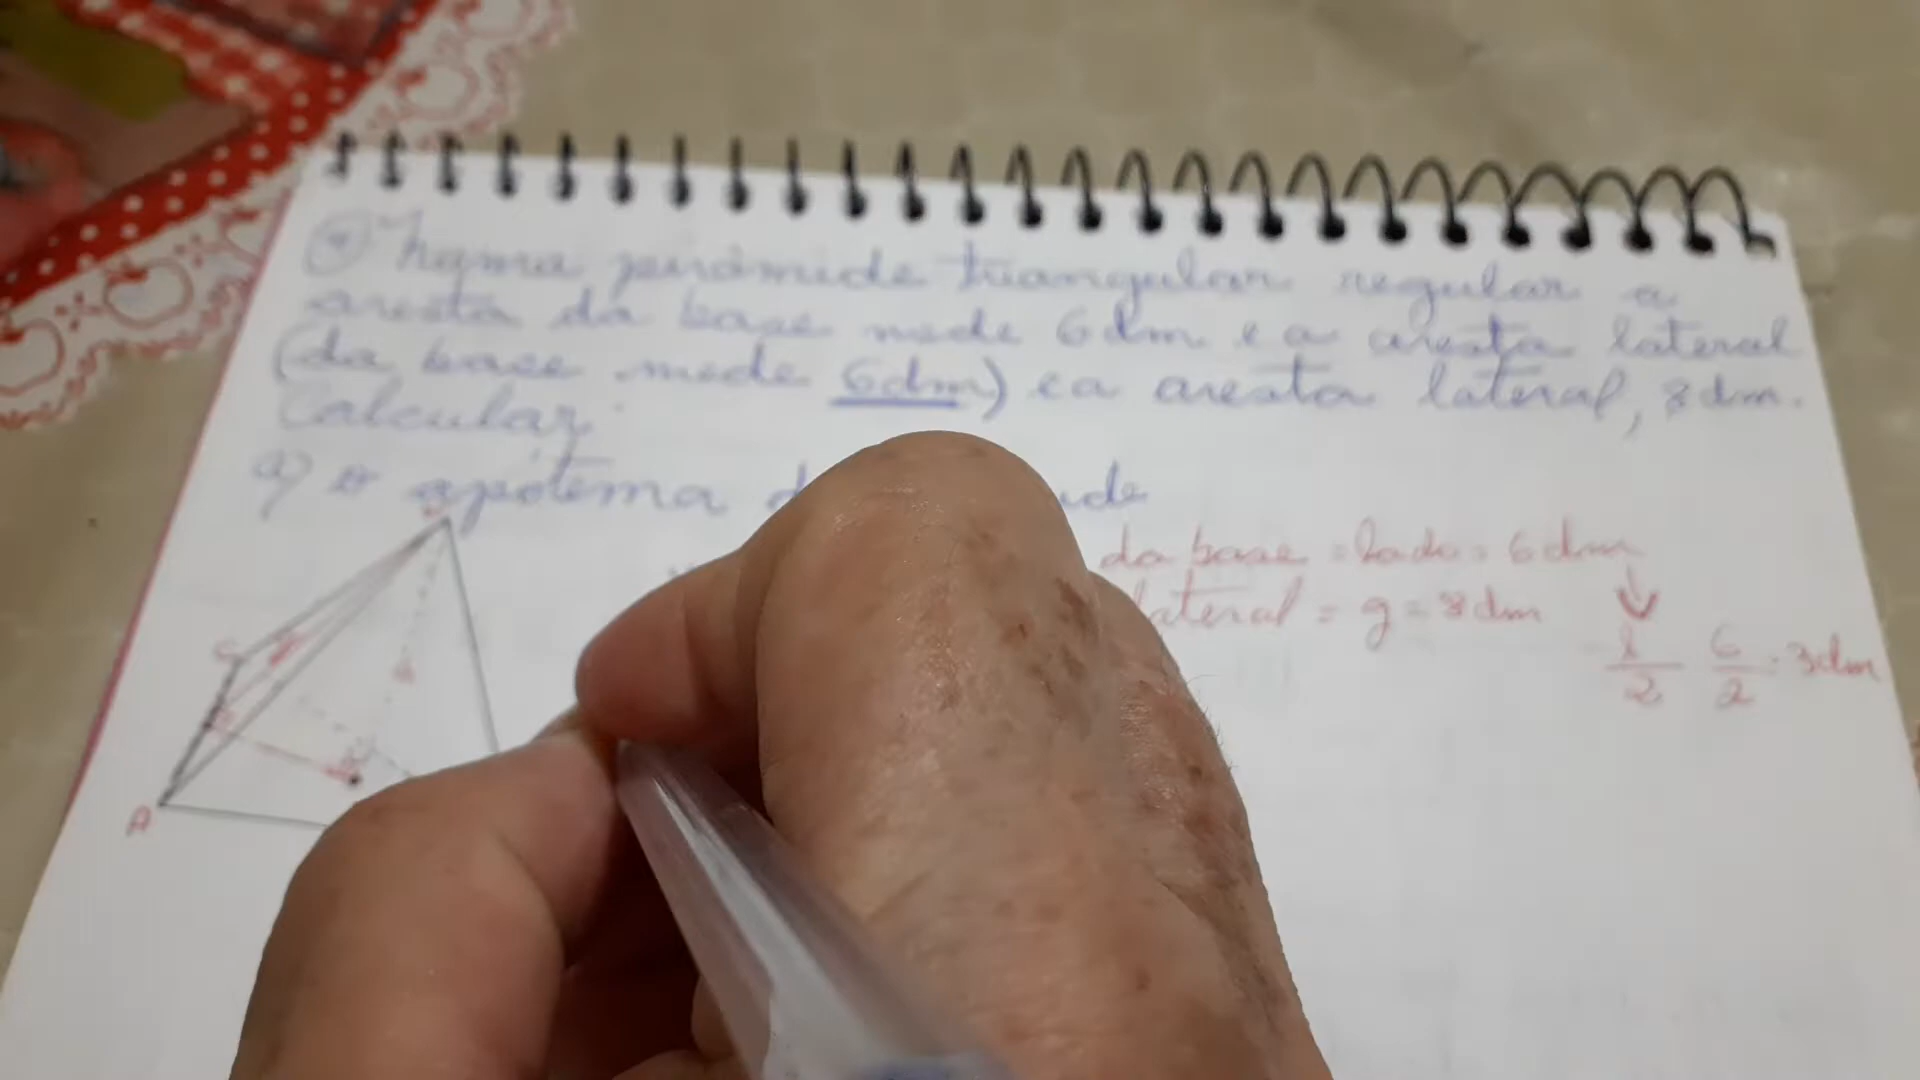 numa pirâmide triangular regular a
aresta da base mede 6dm e a aresta lateral
(da base mede 6dm) e a aresta lateral, 8dm.
Calcular:
a) o apótema d
da base = lado = 6dm
lateral = g = 8dm
l/2 6/2 = 3dm
A